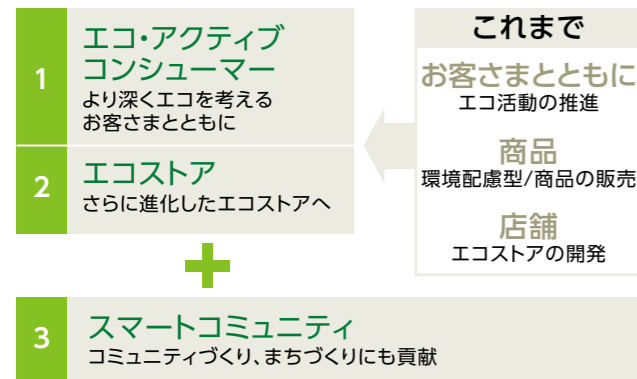 1
エコ・アクティブ
コンシューマー
より深くエコを考える
お客さまとともに
2
エコストア
さらに進化したエコストアへ
3
スマートコミュニティ
コミュニティづくり、まちづくりにも貢献
これまで
お客さまとともに
エコ活動の推進
商品
環境配慮型/商品の販売
店舗
エコストアの開発